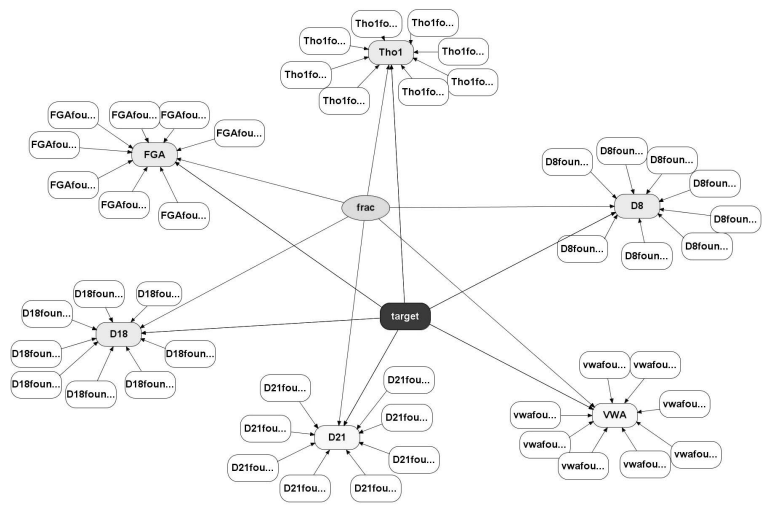 Tho1fo...
Tho1fo...
Tho1fo...
Tho1fo...
Tho1
Tho1fo...
Tho1fo...
Tho1fo...
Tho1fo...
FGAfou...
FGAfou...
FGAfou...
FGAfou...
FGAfou...
FGA
FGAfou...
FGAfou...
FGAfou...
D8foun...
D8foun...
D8foun...
D8foun...
D8
D8foun...
D8foun...
D8foun...
D8foun...
frac
target
D18foun...
D18foun...
D18foun...
D18
D18foun...
D18foun...
D18foun...
D18foun...
D18foun...
D21fou...
D21fou...
D21fou...
D21fou...
D21
D21fou...
D21fou...
D21fou...
D21fou...
vwafou...
vwafou...
vwafou...
vwafou...
VWA
vwafou...
vwafou...
vwafou...
vwafou...